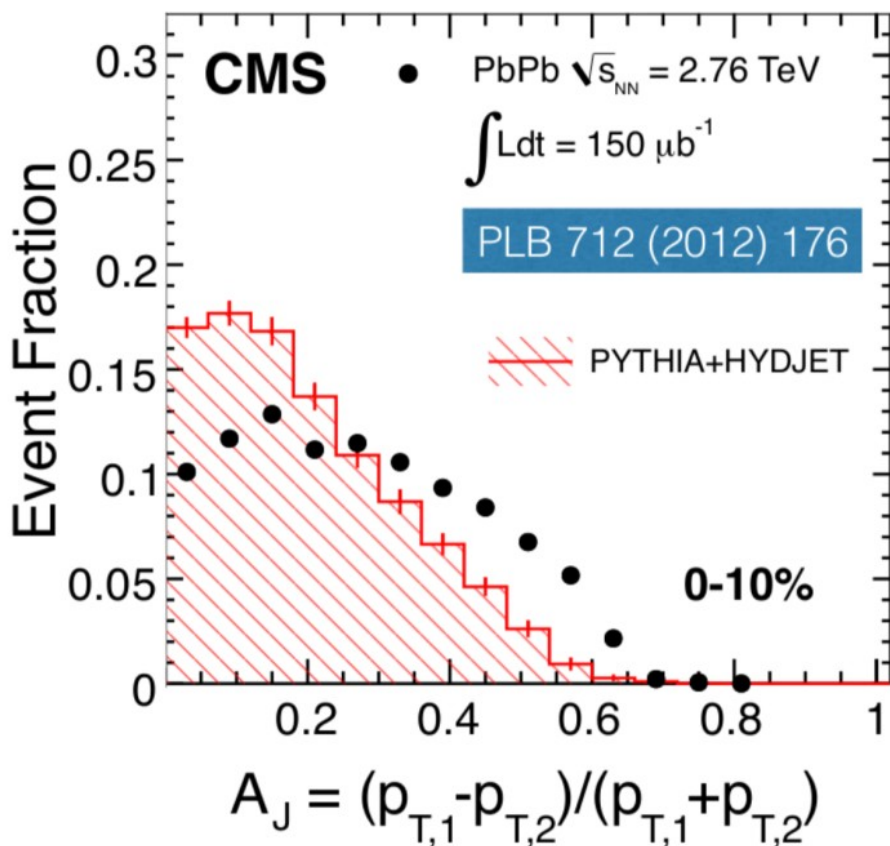 CMS
PbPb √s_NN = 2.76 TeV
∫Ldt = 150 μb⁻¹
PLB 712 (2012) 176
PYTHIA+HYDJET
0-10%
Event Fraction
0.3
0.25
0.2
0.15
0.1
0.05
0
0.2 0.4 0.6 0.8 1
A_J = (p_T,1-p_T,2)/(p_T,1+p_T,2)